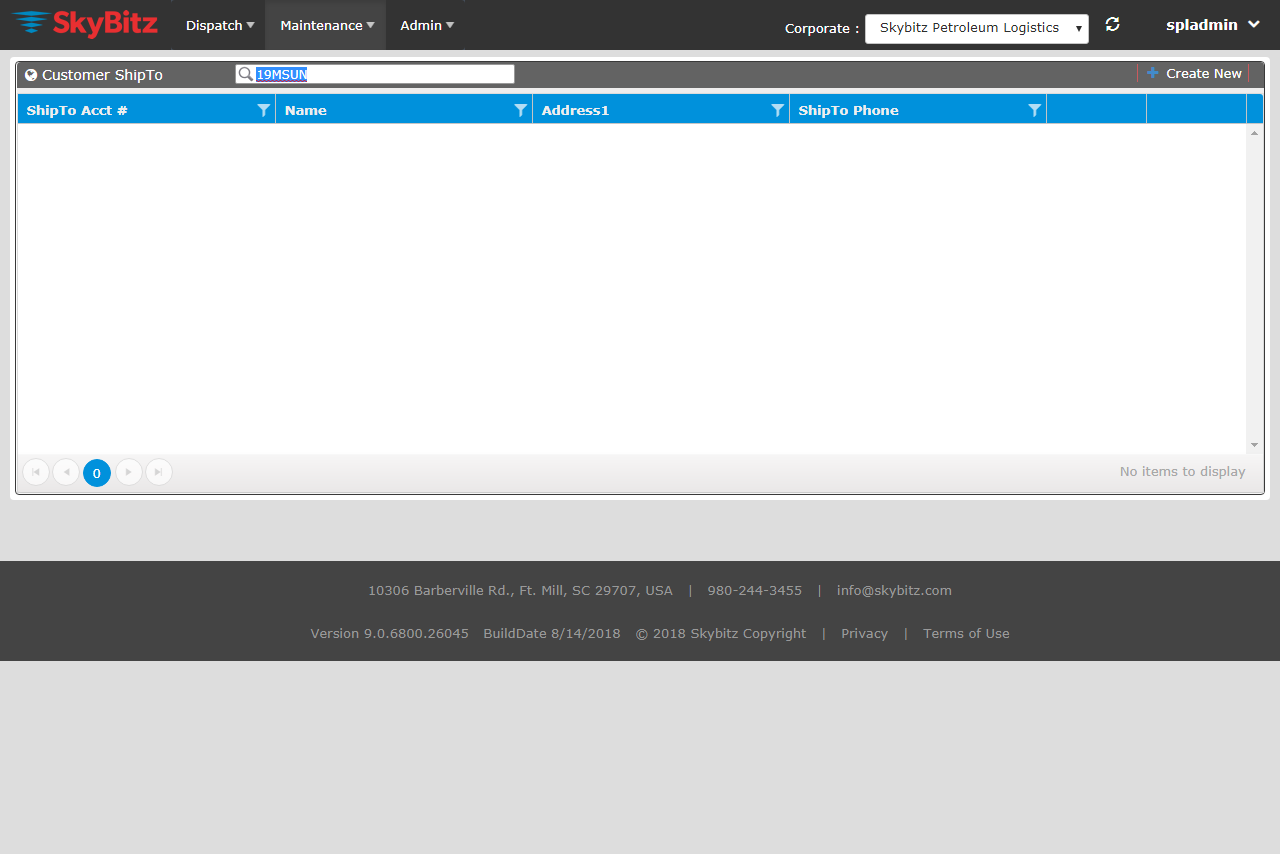 SkyBitz Dispatch Maintenance Admin Corporate : Skybitz Petroleum Logistics spladmin
Customer ShipTo 19MSUN Create New
ShipTo Acct # Name Address1 ShipTo Phone
0 No items to display
10306 Barberville Rd., Ft. Mill, SC 29707, USA | 980-244-3455 | info@skybitz.com
Version 9.0.6800.26045 BuildDate 8/14/2018 © 2018 Skybitz Copyright | Privacy | Terms of Use